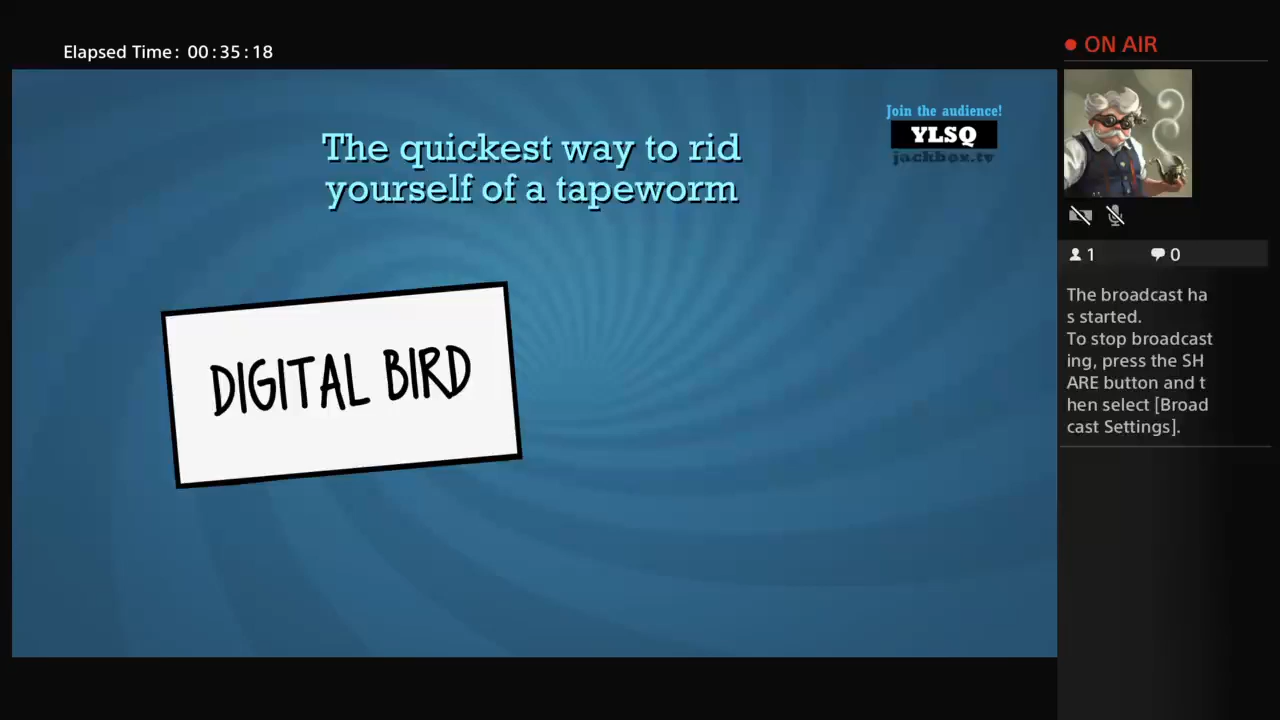 Elapsed Time: 00:35:18
ON AIR
Join the audience!
YLSQ
jackbox.tv
The quickest way to rid
yourself of a tapeworm
DIGITAL BIRD
1
0
The broadcast ha
s started.
To stop broadcast
ing, press the SH
ARE button and t
hen select [Broad
cast Settings].